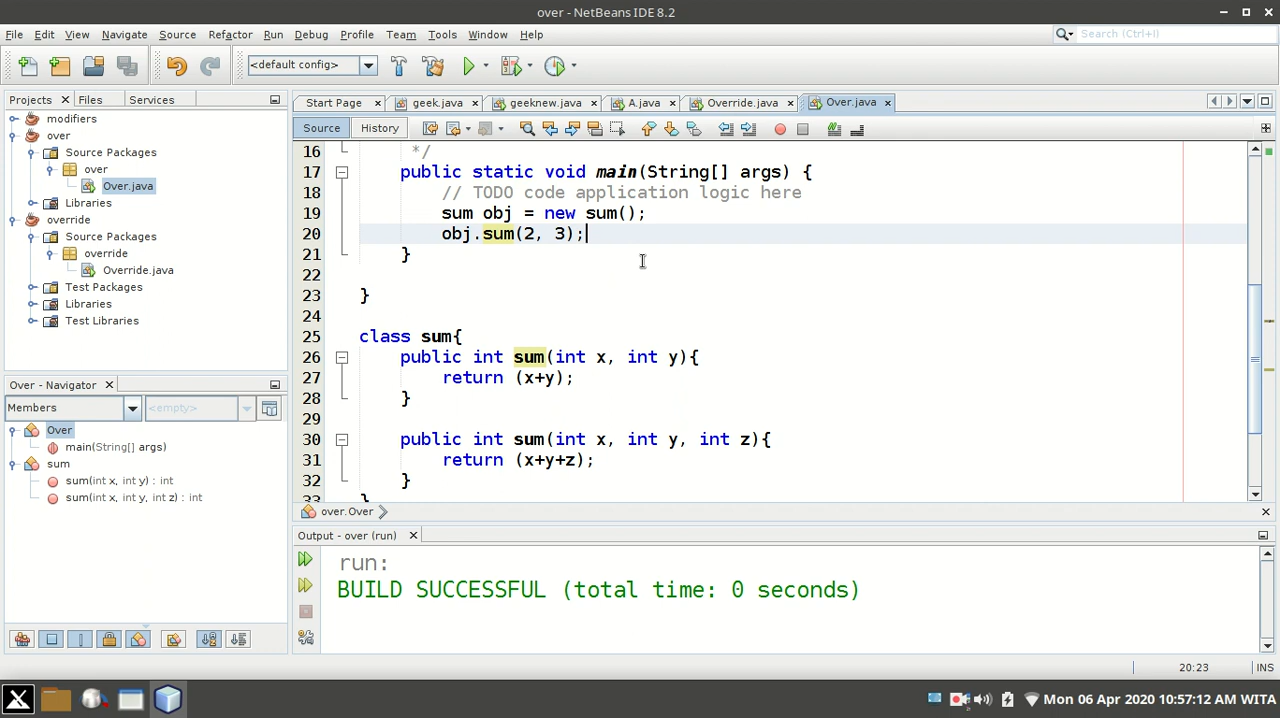 over - NetBeans IDE 8.2
File Edit View Navigate Source Refactor Run Debug Profile Team Tools Window Help
Search (Ctrl+I)
<default config>
Projects Files Services
Start Page geek.java geeknew.java A.java Override.java Over.java
Source History
modifiers
over
Source Packages
over
Over.java
Libraries
override
Source Packages
override
Override.java
Test Packages
Libraries
Test Libraries
16 */
17 public static void main(String[] args) {
18 // TODO code application logic here
19 sum obj = new sum();
20 obj.sum(2, 3);
21 }
22
23 }
24
25 class sum{
26 public int sum(int x, int y){
27 return (x+y);
28 }
29
30 public int sum(int x, int y, int z){
31 return (x+y+z);
32 }
33 }
over.Over
Over - Navigator
Members <empty>
Over
main(String[] args)
sum
sum(int x, int y) : int
sum(int x, int y, int z) : int
Output - over (run)
run:
BUILD SUCCESSFUL (total time: 0 seconds)
20:23 INS
Mon 06 Apr 2020 10:57:12 AM WITA